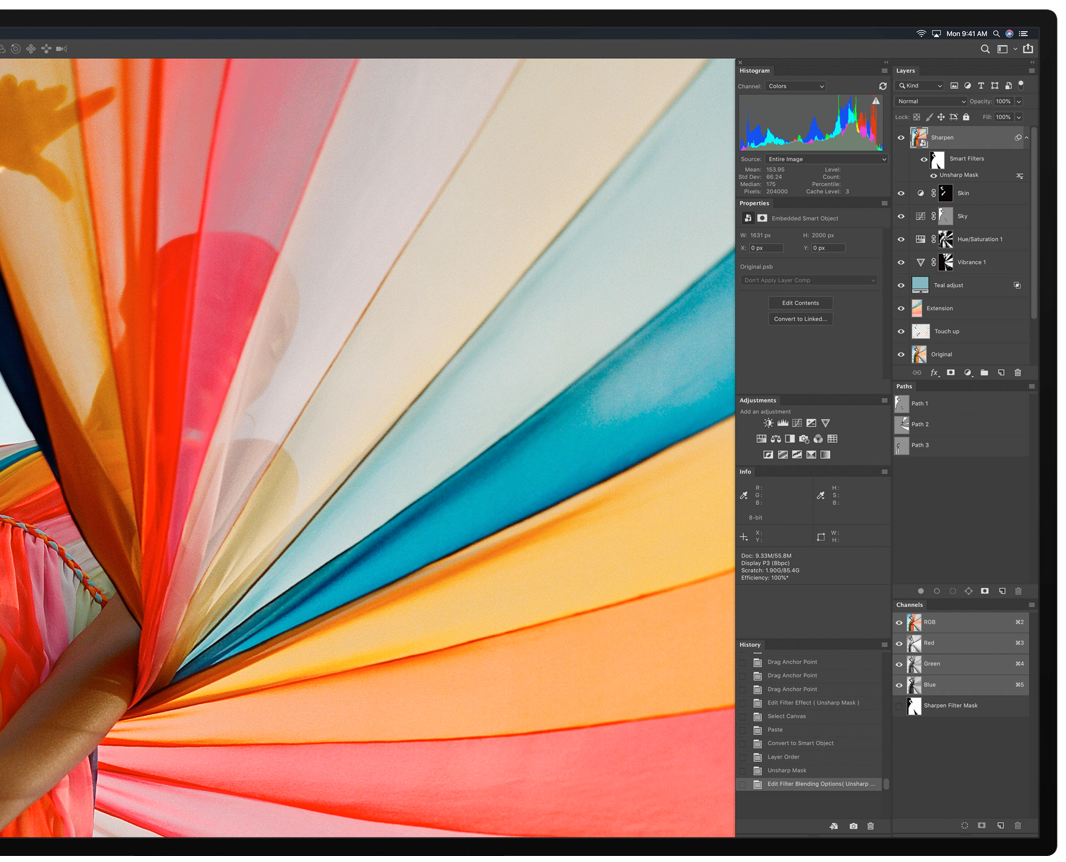 Mon 9:41 AM
Histogram
Channel: Colors
Source: Entire Image
Mean: 153.95 Level:
Std Dev: 66.24 Count:
Median: 175 Percentile:
Pixels: 204000 Cache Level: 3
Properties
Embedded Smart Object
W: 1631 px H: 2000 px
X: 0 px Y: 0 px
Original.psb
Don't Apply Layer Comp
Edit Contents
Convert to Linked...
Adjustments
Add an adjustment
Info
R: H:
G: S:
B: B:
8-bit
X: W:
Y: H:
Doc: 9.33M/55.8M
Display P3 (8bpc)
Scratch: 1.90G/85.4G
Efficiency: 100%*
History
Drag Anchor Point
Drag Anchor Point
Drag Anchor Point
Edit Filter Effect ( Unsharp Mask )
Select Canvas
Paste
Convert to Smart Object
Layer Order
Unsharp Mask
Edit Filter Blending Options( Unsharp ...
Layers
Kind
Normal Opacity: 100%
Lock: Fill: 100%
Sharpen
Smart Filters
Unsharp Mask
Skin
Sky
Hue/Saturation 1
Vibrance 1
Teal adjust
Extension
Touch up
Original
fx
Paths
Path 1
Path 2
Path 3
Channels
RGB ⌘2
Red ⌘3
Green ⌘4
Blue ⌘5
Sharpen Filter Mask